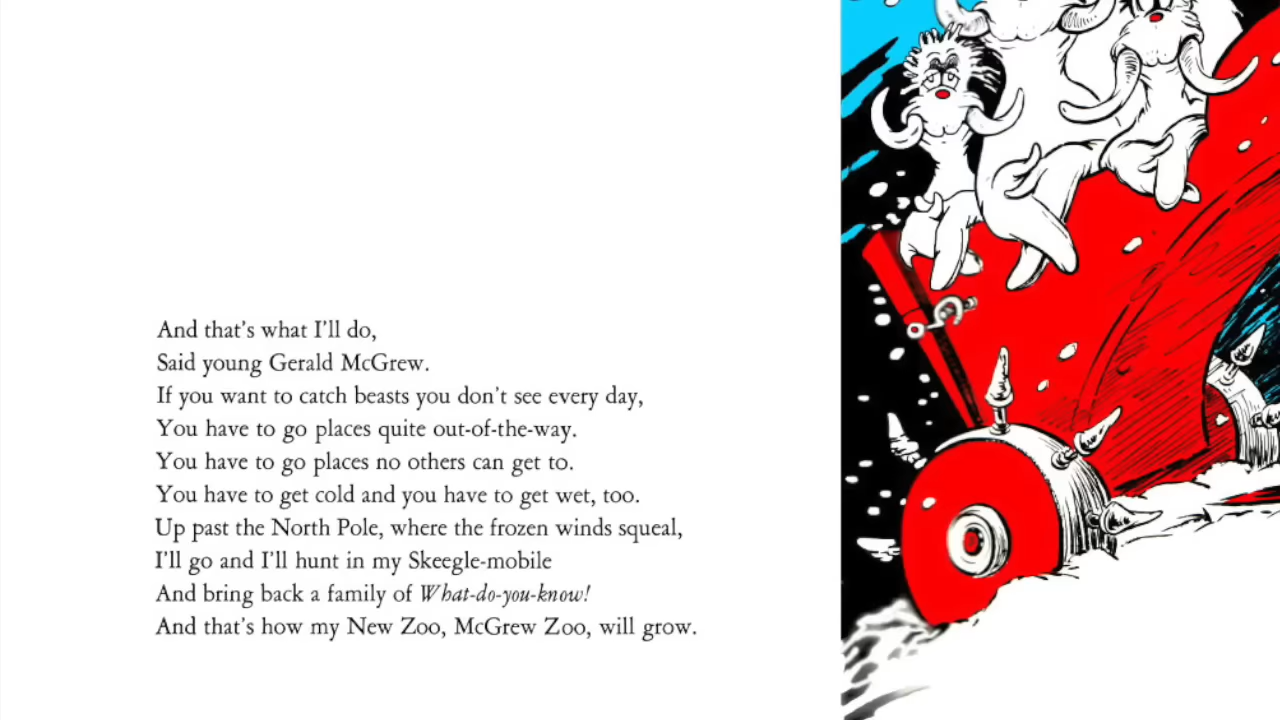 And that's what I'll do,
Said young Gerald McGrew.
If you want to catch beasts you don't see every day,
You have to go places quite out-of-the-way.
You have to go places no others can get to.
You have to get cold and you have to get wet, too.
Up past the North Pole, where the frozen winds squeal,
I'll go and I'll hunt in my Skeegle-mobile
And bring back a family of What-do-you-know!
And that's how my New Zoo, McGrew Zoo, will grow.